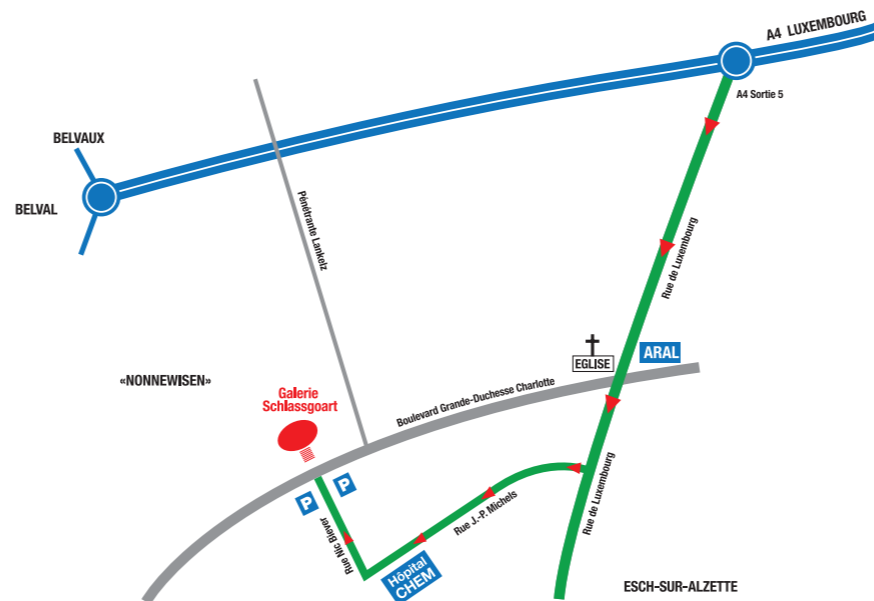 A4 LUXEMBOURG
A4 Sortie 5
BELVAUX
BELVAL
Pénétrante Lankelz
Rue de Luxembourg
EGLISE
ARAL
«NONNEWISEN»
Galerie
Schlassgoart
Boulevard Grande-Duchesse Charlotte
P
P
Rue Nic Biever
Rue J.-P. Michels
Rue de Luxembourg
Hôpital
CHEM
ESCH-SUR-ALZETTE